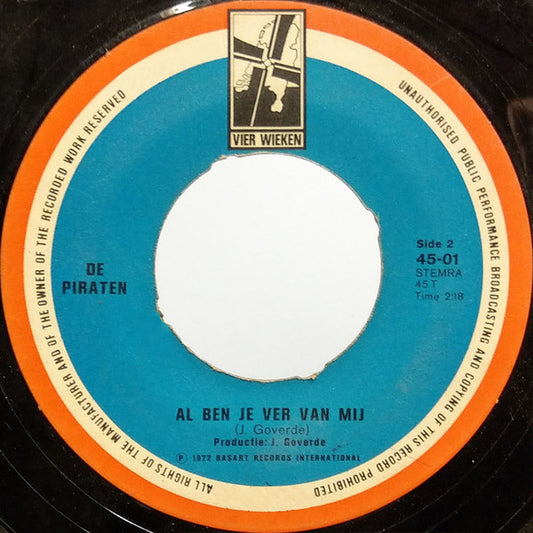 VIER WIEKEN
ALL RIGHTS OF THE MANUFACTURER AND OF THE OWNER OF THE RECORDED WORK RESERVED
UNAUTHORISED PUBLIC PERFORMANCE BROADCASTING AND COPYING OF THIS RECORD PROHIBITED
DE
PIRATEN
Side 2
45-01
STEMRA
45 T
Time 2:18
AL BEN JE VER VAN MIJ
(J. Goverde)
Productie: J. Goverde
℗ 1972 BASART RECORDS INTERNATIONAL